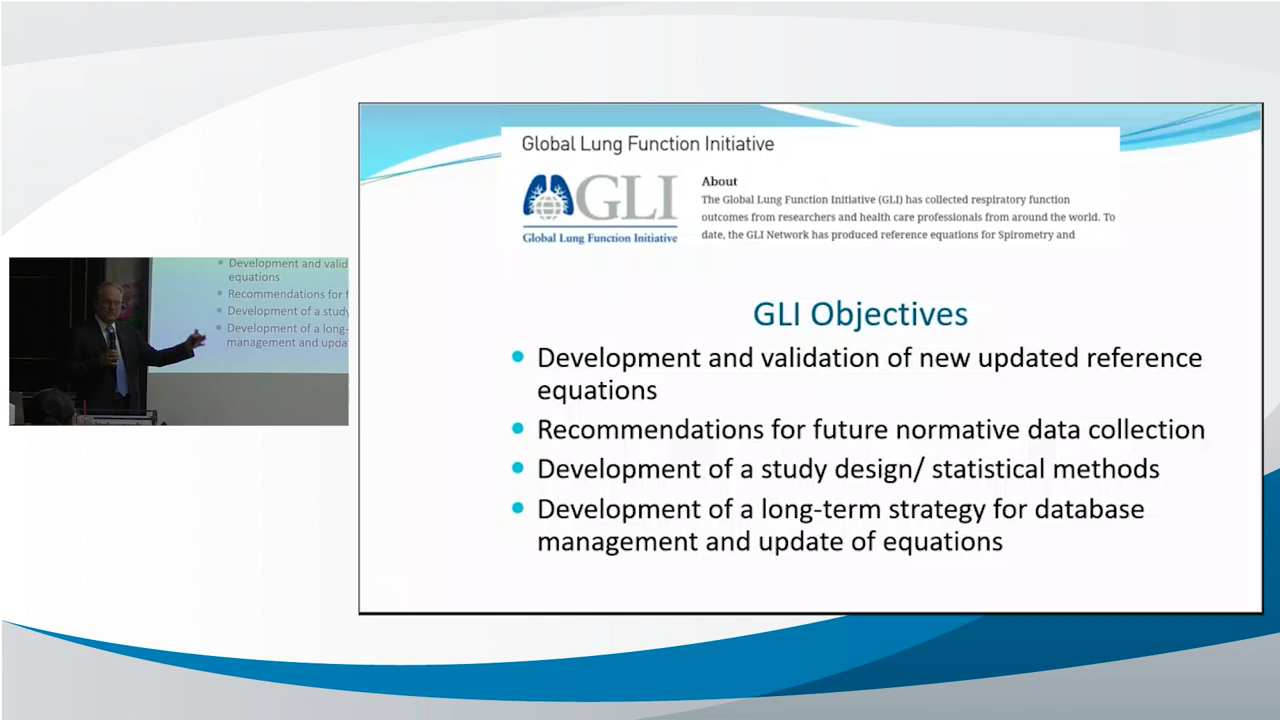 Global Lung Function Initiative
GLI
Global Lung Function Initiative
About
The Global Lung Function Initiative (GLI) has collected respiratory function
outcomes from researchers and health care professionals from around the world. To
date, the GLI Network has produced reference equations for Spirometry and
GLI Objectives
• Development and validation of new updated reference
equations
• Recommendations for future normative data collection
• Development of a study design/ statistical methods
• Development of a long-term strategy for database
management and update of equations
• Development and valid
equations
• Recommendations for f
• Development of a study
• Development of a long-
management and upda